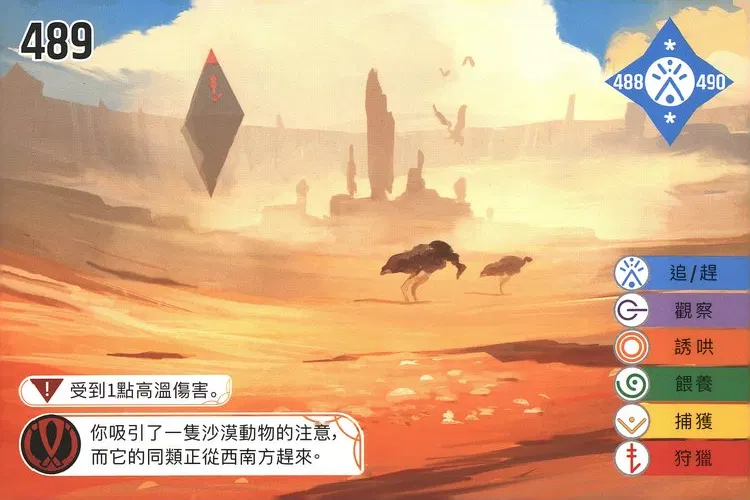 489
*
488 490
*
追/趕
觀察
誘哄
餵養
捕獲
狩獵
! 受到1點高溫傷害。
你吸引了一隻沙漠動物的注意,
而它的同類正從西南方趕來。